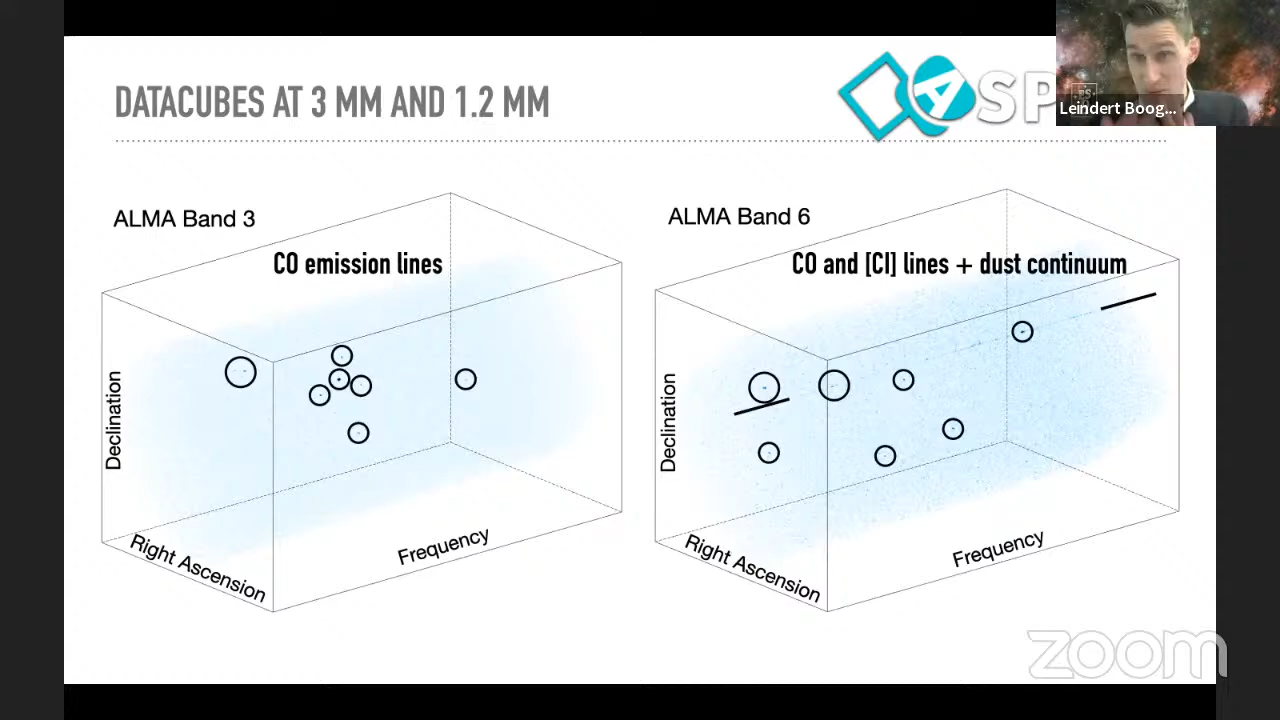 DATACUBES AT 3 MM AND 1.2 MM
ASP
Leindert Boog...
ALMA Band 3
CO emission lines
Declination
Right Ascension
Frequency
ALMA Band 6
CO and [CI] lines + dust continuum
Declination
Right Ascension
Frequency
zoom